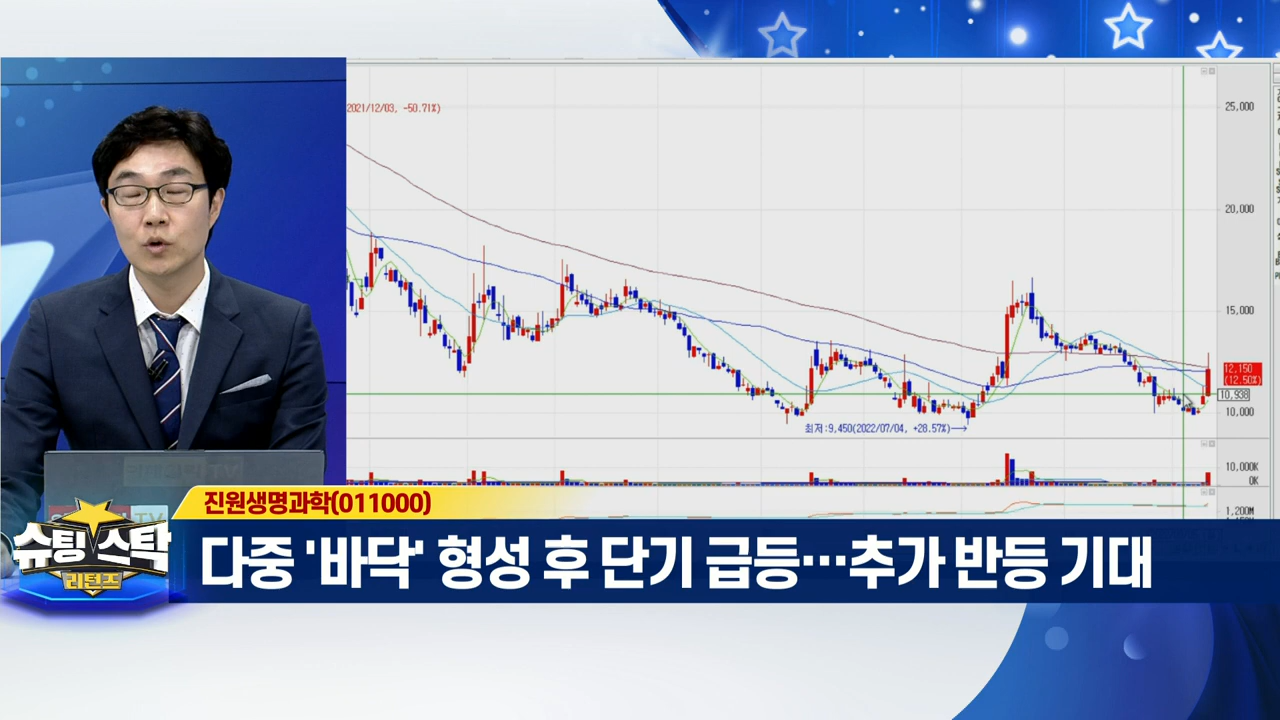 2021/12/03, -50.71%)
25,000
20,000
15,000
12,150
(12.50%)
10,938
10,000
최저:9,450(2022/07/04, +28.57%)→
10,000K
0K
1,200M
진원생명과학(011000)
슈팅 스탁
리턴즈
다중 '바닥' 형성 후 단기 급등…추가 반등 기대